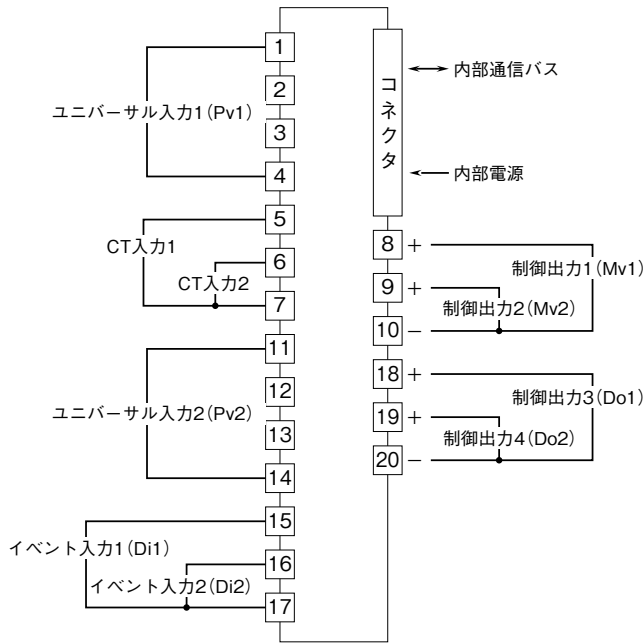 1
2
ユニバーサル入力1(Pv1)
3
4
5
CT入力1
6
CT入力2
7
11
12
ユニバーサル入力2(Pv2)
13
14
15
イベント入力1(Di1)
16
イベント入力2(Di2)
17
コネクタ
内部通信バス
内部電源
8 +
制御出力1(Mv1)
9 +
制御出力2(Mv2)
10 −
18 +
制御出力3(Do1)
19 +
制御出力4(Do2)
20 −